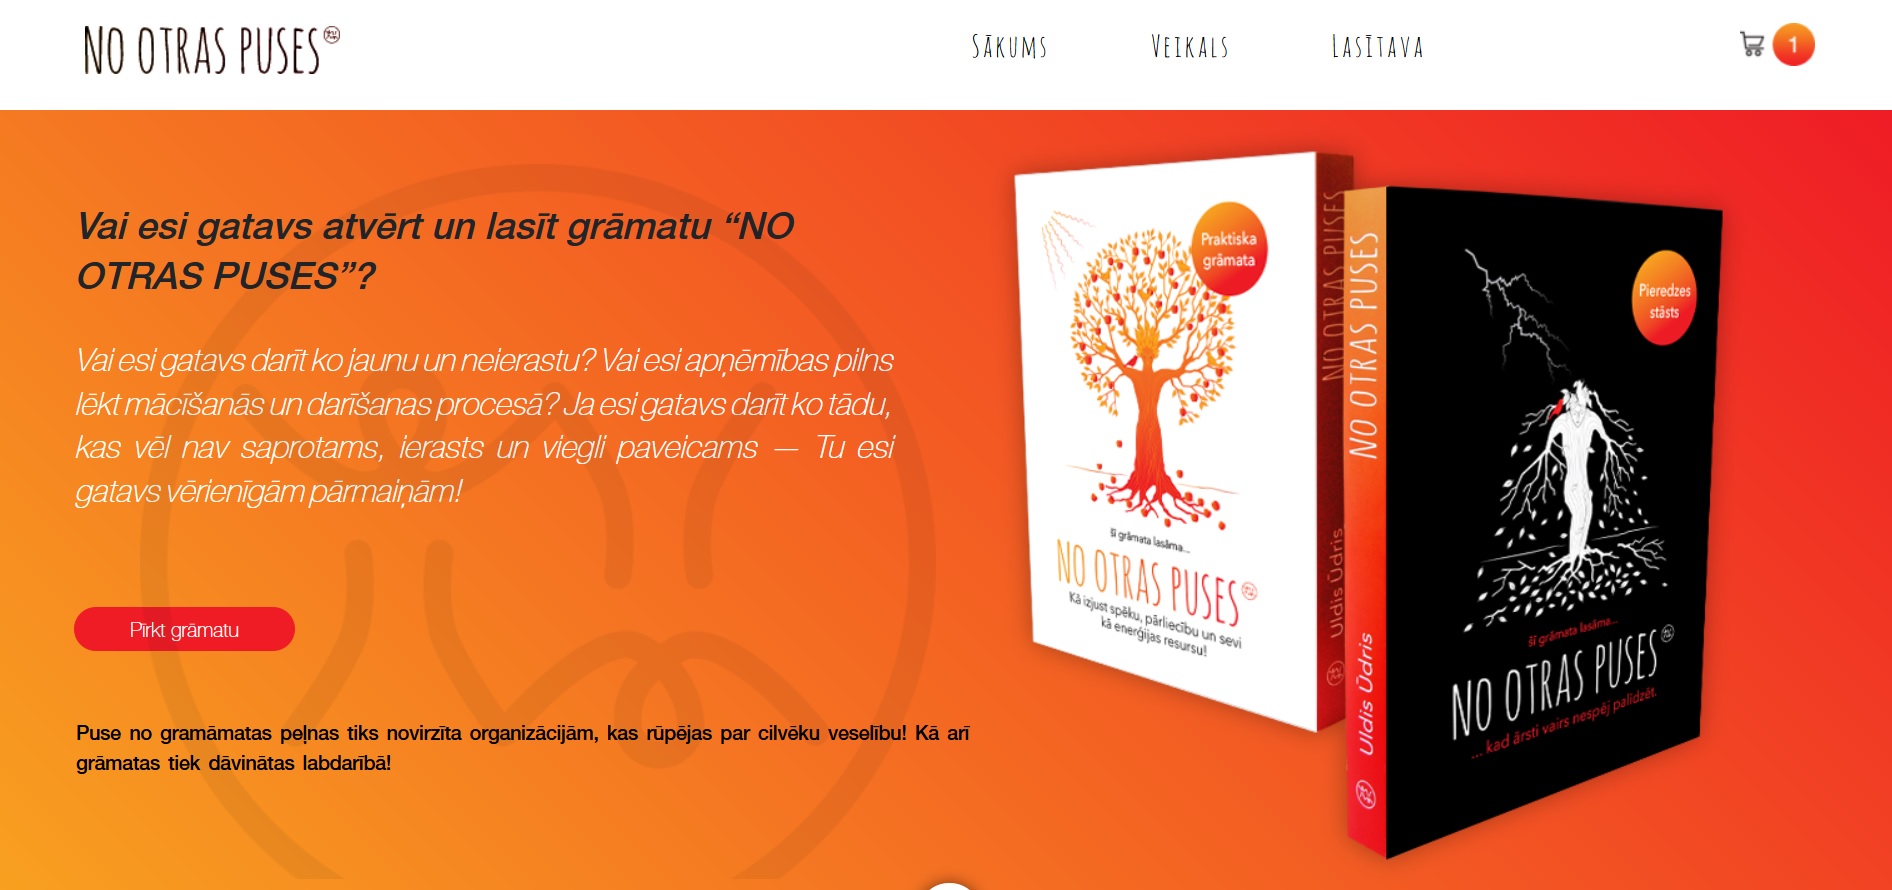 NO OTRAS PUSES
SĀKUMS
VEIKALS
LASĪTAVA
1
Vai esi gatavs atvērt un lasīt grāmatu “NO
OTRAS PUSES”?
Vai esi gatavs darīt ko jaunu un neierastu? Vai esi apņēmības pilns
lēkt mācīšanās un darīšanas procesā? Ja esi gatavs darīt ko tādu,
kas vēl nav saprotams, ierasts un viegli paveicams — Tu esi
gatavs vērienīgām pārmaiņām!
Pīrkt grāmatu
Puse no gramāmatas peļņas tiks novirzīta organizācijām, kas rūpējas par cilvēku veselību! Kā arī
grāmatas tiek dāvinātas labdarībā!
Praktiska
grāmata
šī grāmata lasāma...
NO OTRAS PUSES
Kā izjust spēku, pārliecību un sevi
kā enerģijas resursu!
NO OTRAS PUSES
Uldis Ūdris
NO OTRAS PUSES
Uldis Ūdris
Pieredzes
stāsts
šī grāmata lasāma...
NO OTRAS PUSES
... kad ārsti vairs nespēj palīdzēt.